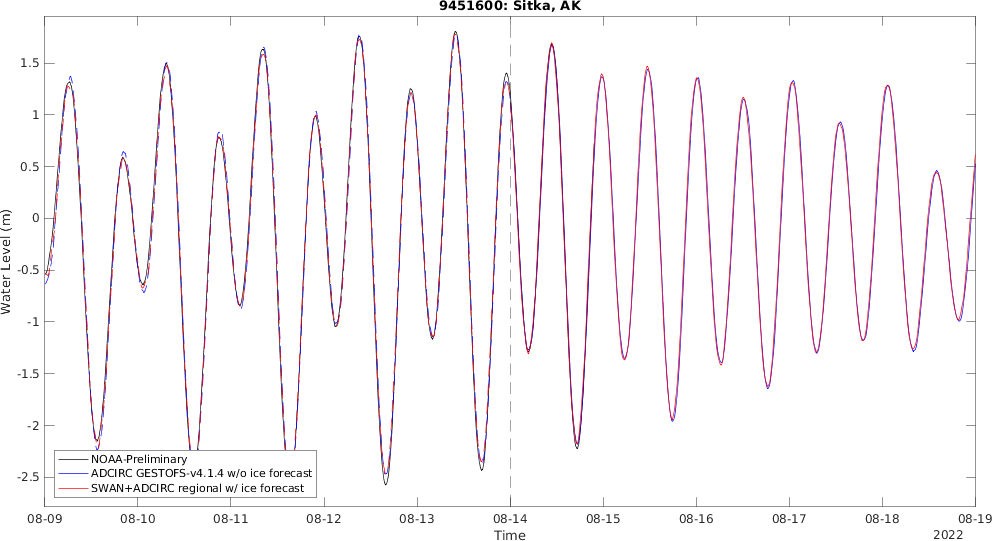 9451600: Sitka, AK
1.5
1
0.5
0
-0.5
-1
-1.5
-2
-2.5
Water Level (m)
NOAA-Preliminary
ADCIRC GESTOFS-v4.1.4 w/o ice forecast
SWAN+ADCIRC regional w/ ice forecast
08-09 08-10 08-11 08-12 08-13 08-14 08-15 08-16 08-17 08-18 08-19
Time
2022